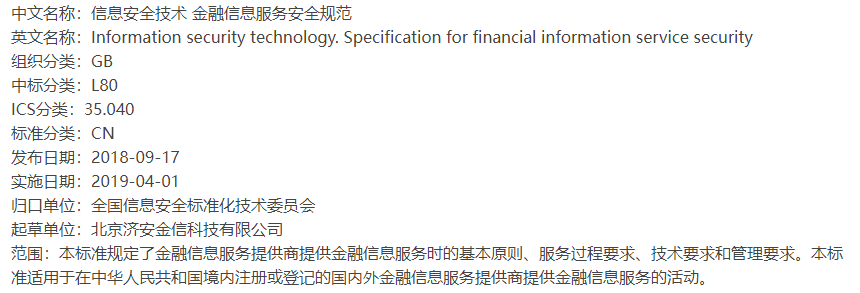 中文名称：信息安全技术 金融信息服务安全规范
英文名称：Information security technology. Specification for financial information service security
组织分类：GB
中标分类：L80
ICS分类：35.040
标准分类：CN
发布日期：2018-09-17
实施日期：2019-04-01
归口单位：全国信息安全标准化技术委员会
起草单位：北京济安金信科技有限公司
范围：本标准规定了金融信息服务提供商提供金融信息服务时的基本原则、服务过程要求、技术要求和管理要求。本标
准适用于在中华人民共和国境内注册或登记的国内外金融信息服务提供商提供金融信息服务的活动。